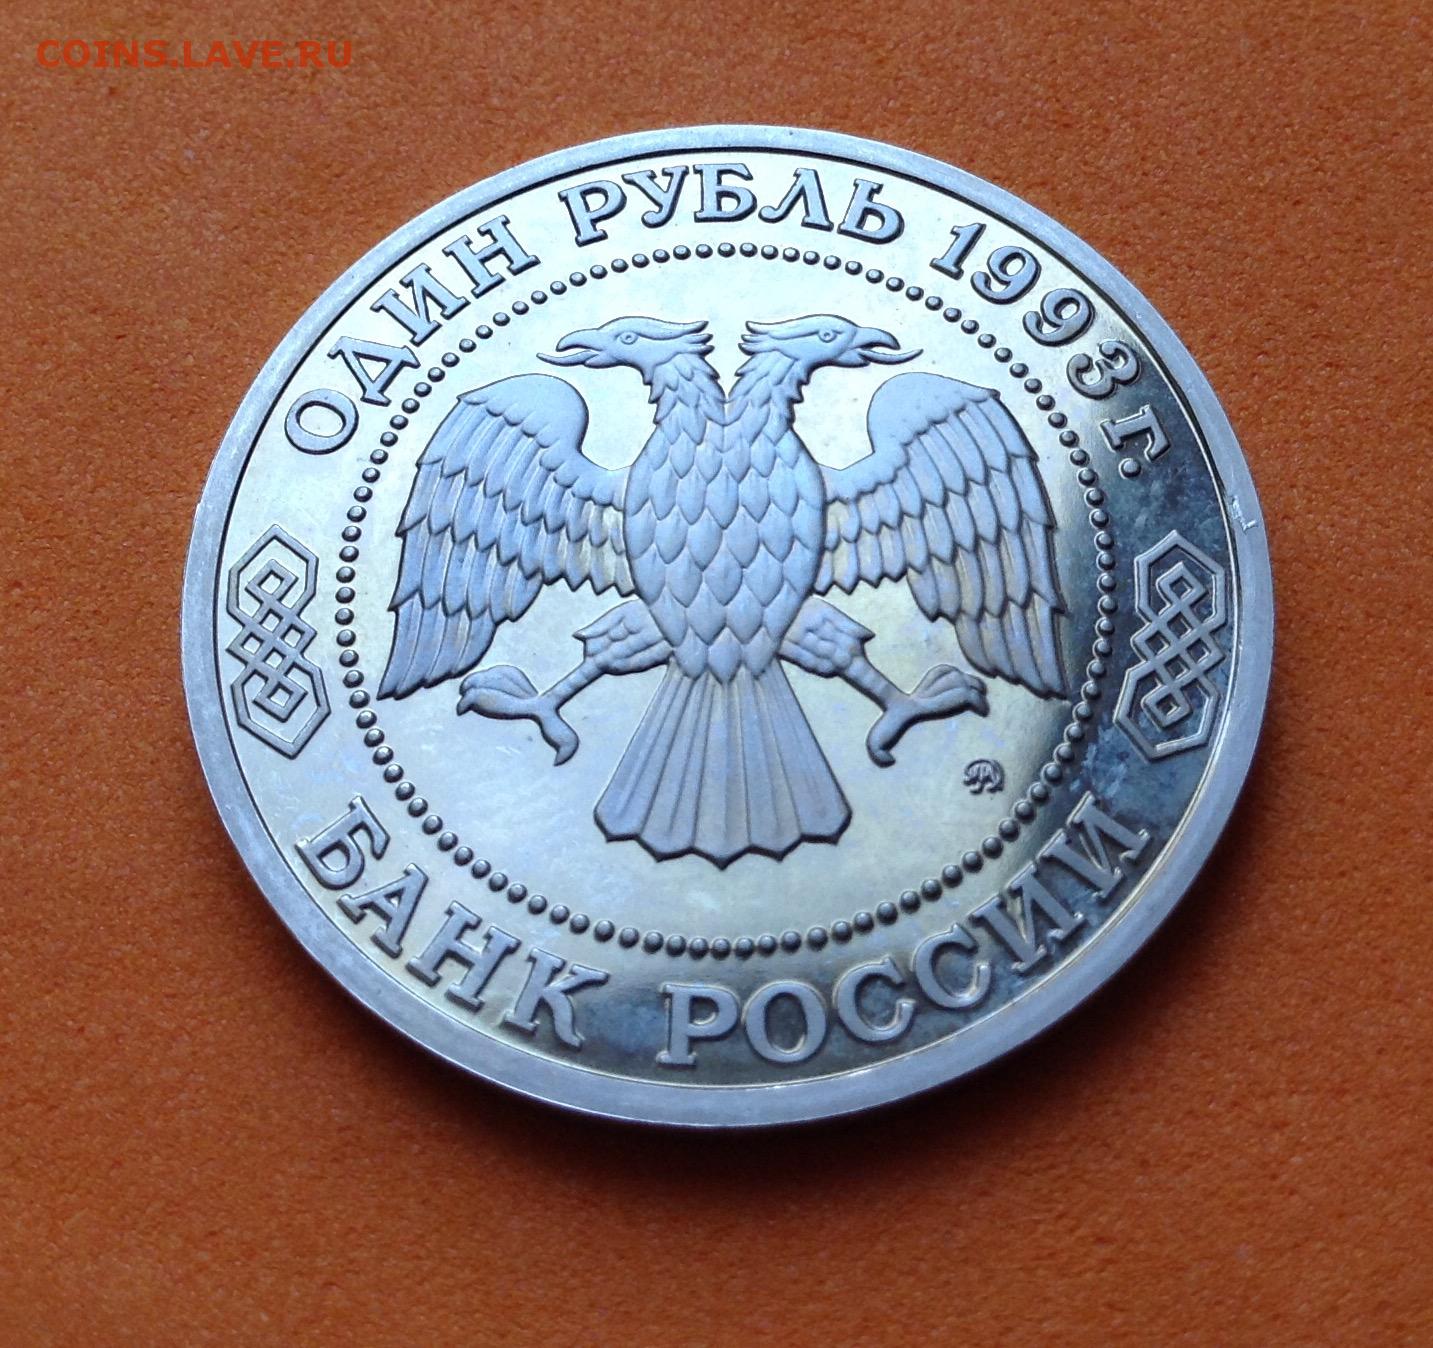 COINS.LAVE.RU
ОДИН РУБЛЬ 1993 г.
БАНК РОССИИ